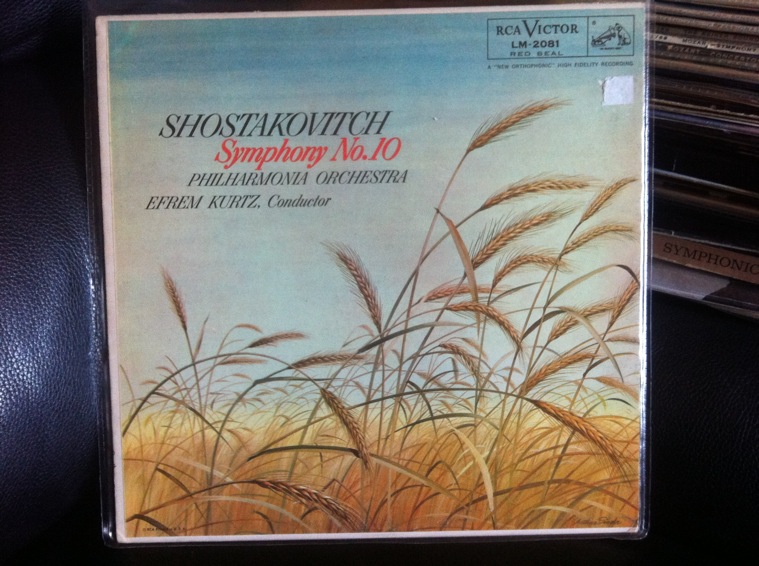 RCA VICTOR
LM-2081
RED SEAL
A "NEW ORTHOPHONIC" HIGH FIDELITY RECORDING
SHOSTAKOVITCH
Symphony No. 10
PHILHARMONIA ORCHESTRA
EFREM KURTZ, Conductor
SYMPHONIC